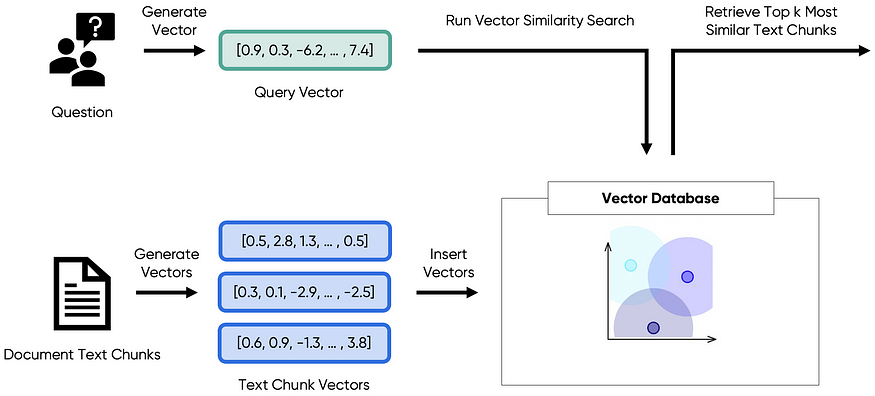 Generate
Vector
Run Vector Similarity Search
Retrieve Top k Most
Similar Text Chunks
?
[0.9, 0.3, −6.2, ... , 7.4]
Query Vector
Question
Vector Database
Generate
Vectors
[0.5, 2.8, 1.3, ... , 0.5]
[0.3, 0.1, −2.9, ... , −2.5]
[0.6, 0.9, −1.3, ... , 3.8]
Insert
Vectors
Document Text Chunks
Text Chunk Vectors